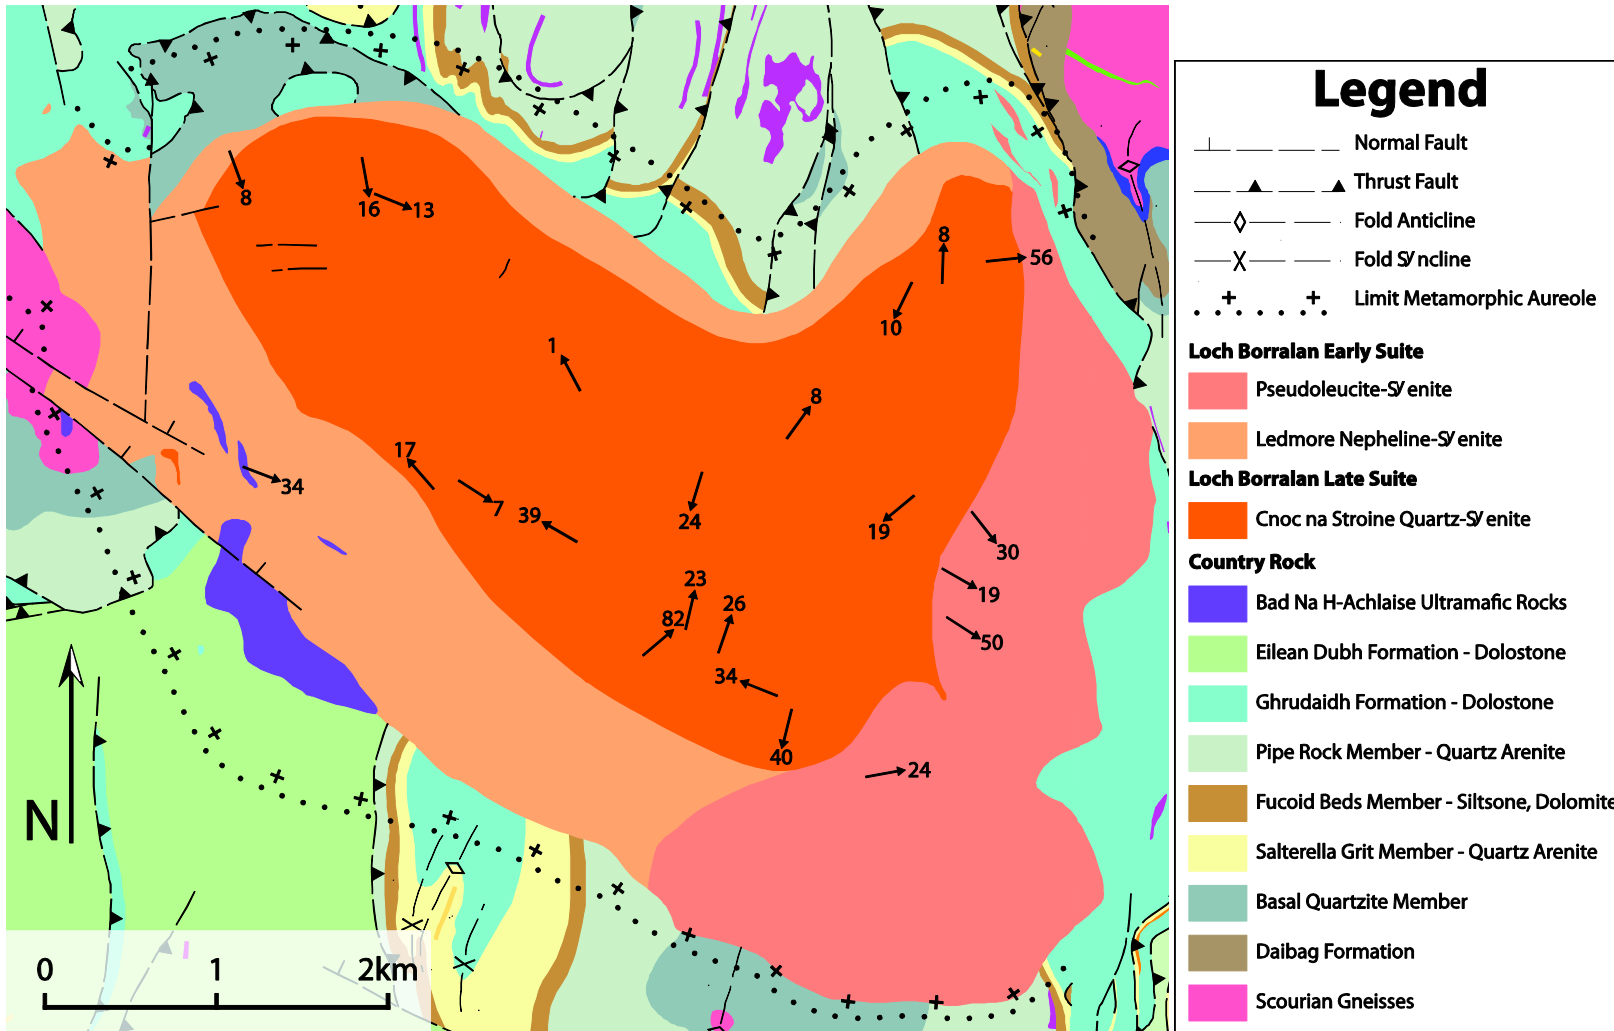 Legend
Normal Fault
Thrust Fault
Fold Anticline
Fold Syncline
Limit Metamorphic Aureole
Loch Borralan Early Suite
Pseudoleucite-Syenite
Ledmore Nepheline-Syenite
Loch Borralan Late Suite
Cnoc na Stroine Quartz-Syenite
Country Rock
Bad Na H-Achlaise Ultramafic Rocks
Eilean Dubh Formation - Dolostone
Ghrudaidh Formation - Dolostone
Pipe Rock Member - Quartz Arenite
Fucoid Beds Member - Siltsone, Dolomite
Salterella Grit Member - Quartz Arenite
Basal Quartzite Member
Daibag Formation
Scourian Gneisses
8
16
13
8
56
10
1
8
17
34
7
39
24
19
30
23
19
26
82
50
34
40
24
N
0 1 2km